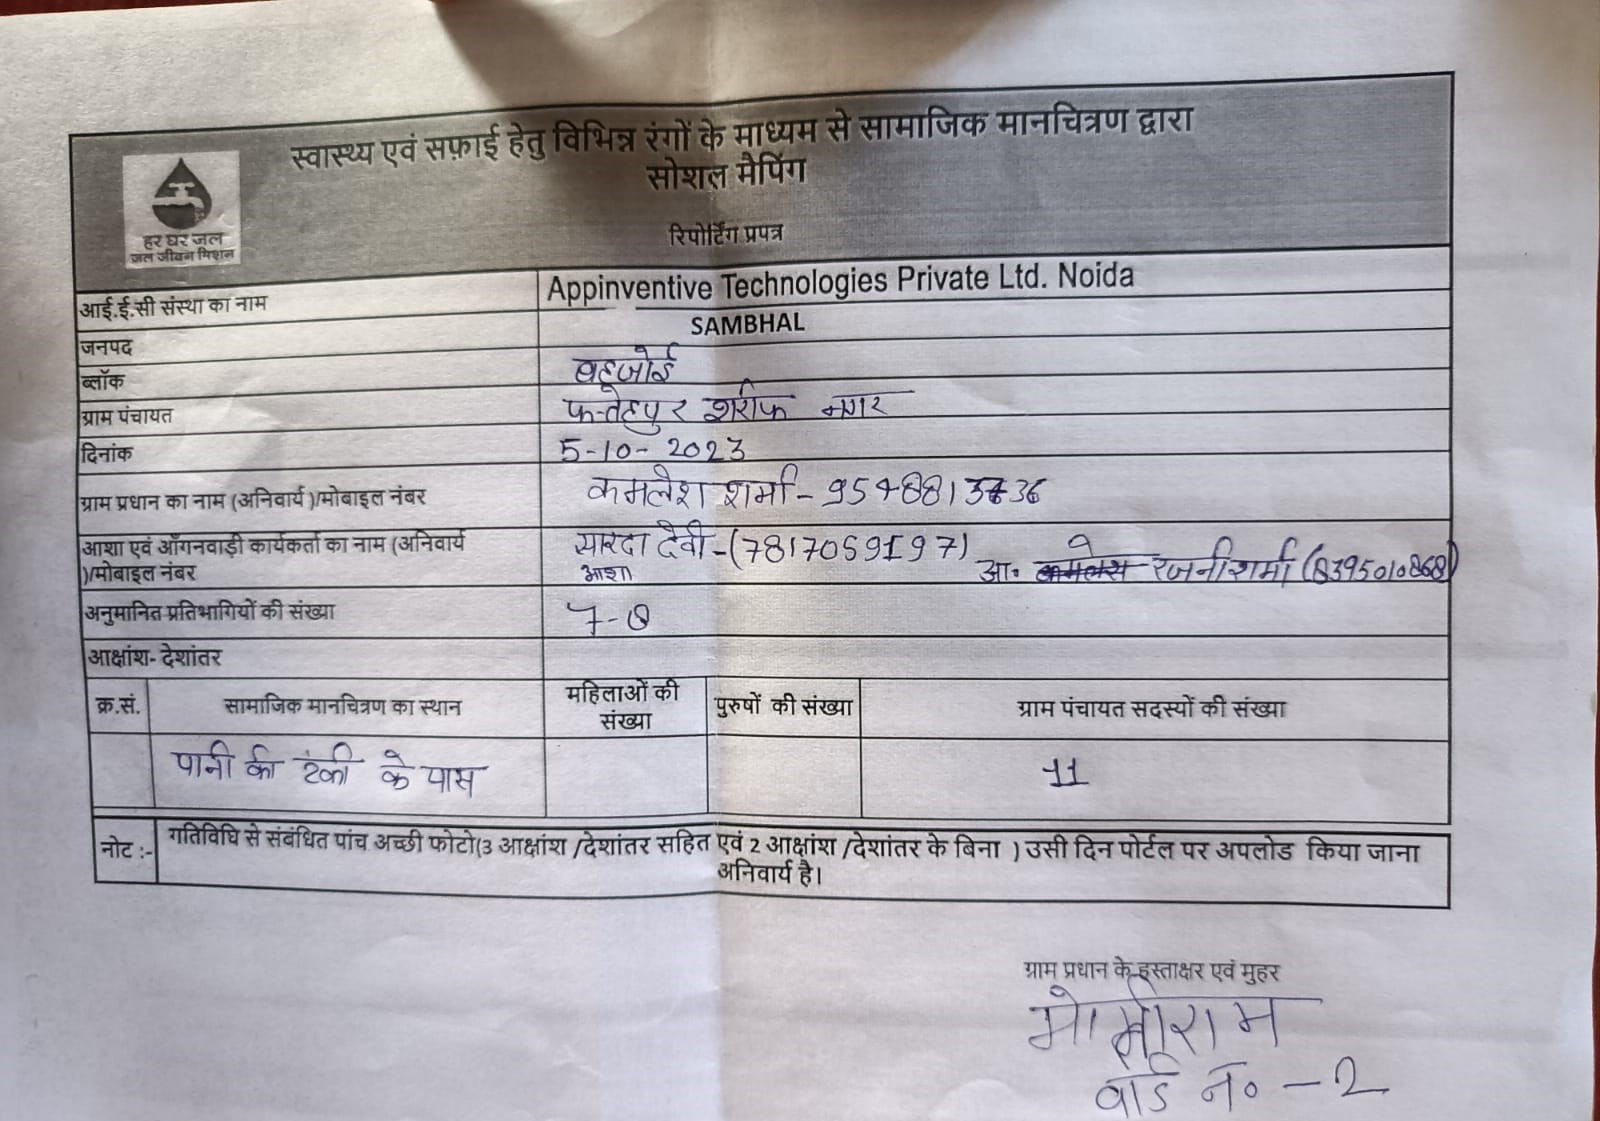 स्वास्थ्य एवं सफ़ाई हेतु विभिन्न रंगों के माध्यम से सामाजिक मानचित्रण द्वारा
सोशल मैपिंग
रिपोर्टिंग प्रपत्र
हर घर जल
जल जीवन मिशन
आई.ई.सी संस्था का नाम Appinventive Technologies Private Ltd. Noida
जनपद SAMBHAL
ब्लॉक बहजोई
ग्राम पंचायत फतेहपुर शरीफ नगर
दिनांक 5-10-2023
ग्राम प्रधान का नाम (अनिवार्य )/मोबाइल नंबर कमलेश शर्मा-
आशा एवं आँगनवाड़ी कार्यकर्ता का नाम (अनिवार्य
)/मोबाइल नंबर सारदा देवी-(7817059197) आशा आ॰ रजनी शर्मा (8395010868)
अनुमानित प्रतिभागियों की संख्या 7-8
आक्षांश- देशांतर
क्र.सं. सामाजिक मानचित्रण का स्थान महिलाओं की संख्या पुरुषों की संख्या ग्राम पंचायत सदस्यों की संख्या
पानी की टंकी के पास 11
नोट :- गतिविधि से संबंधित पांच अच्छी फोटो(3 आक्षांश /देशांतर सहित एवं 2 आक्षांश /देशांतर के बिना ) उसी दिन पोर्टल पर अपलोड किया जाना
अनिवार्य है।
ग्राम प्रधान के हस्ताक्षर एवं मुहर
वार्ड नं० - 2